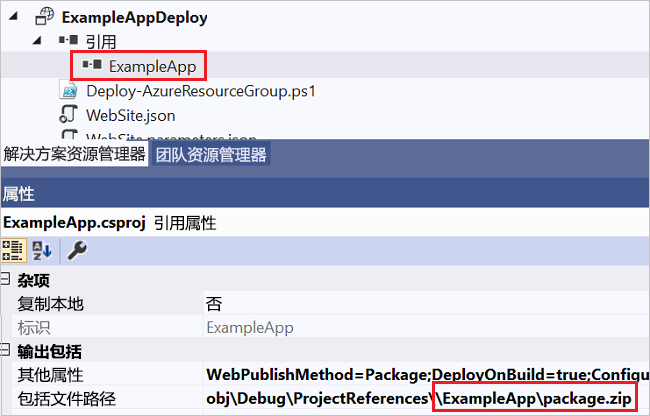 ExampleAppDeploy
引用
ExampleApp
Deploy-AzureResourceGroup.ps1
WebSite.json
WebSite.parameters.json
解决方案资源管理器 团队资源管理器
属性
ExampleApp.csproj 引用属性
杂项
复制本地 否
标识 ExampleApp
输出包括
其他属性 WebPublishMethod=Package;DeployOnBuild=true;Configu
包括文件路径 obj\Debug\ProjectReferences\\ExampleApp\package.zip